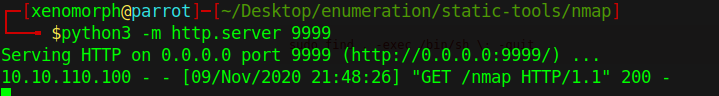 ┌─[xenomorph@parrot]─[~/Desktop/enumeration/static-tools/nmap]
└──╼ $python3 -m http.server 9999
Serving HTTP on 0.0.0.0 port 9999 (http://0.0.0.0:9999/) ...
10.10.110.100 - - [09/Nov/2020 21:48:26] "GET /nmap HTTP/1.1" 200 -